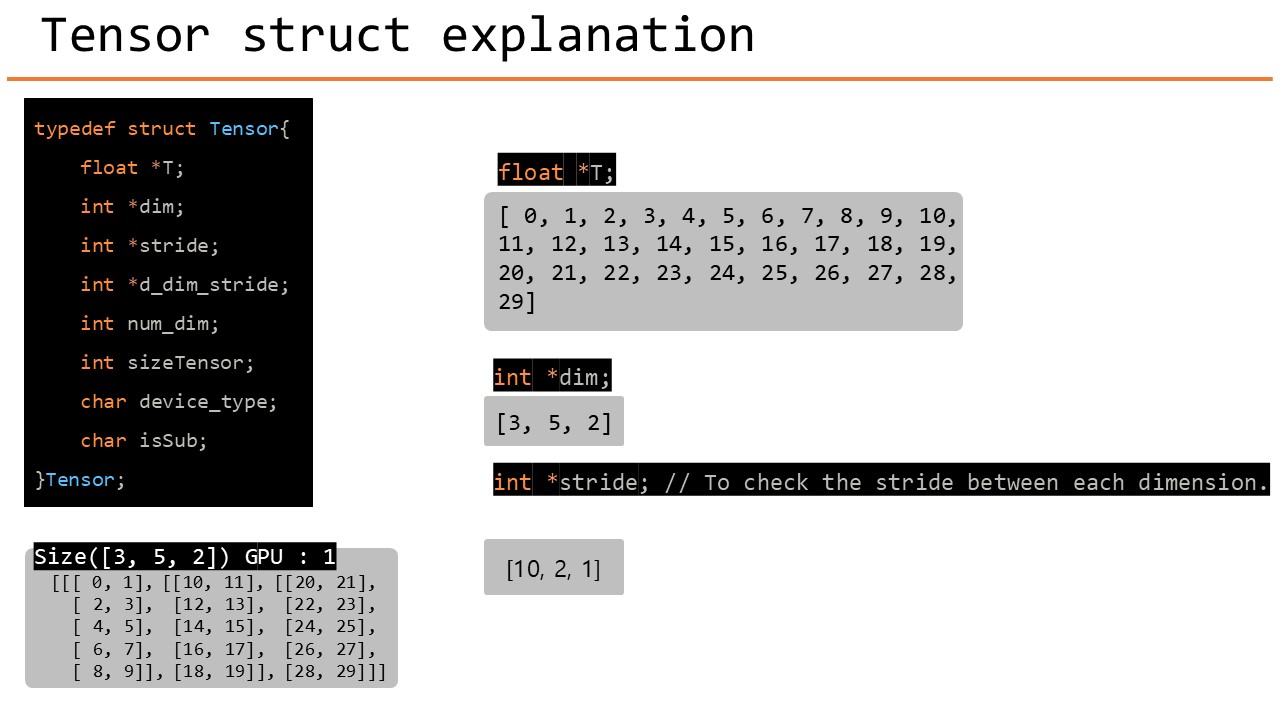 Tensor struct explanation
typedef struct Tensor{
float *T;
int *dim;
int *stride;
int *d_dim_stride;
int num_dim;
int sizeTensor;
char device_type;
char isSub;
}Tensor;
Size([3, 5, 2]) GPU : 1
[[[ 0, 1], [[10, 11], [[20, 21],
[ 2, 3], [12, 13], [22, 23],
[ 4, 5], [14, 15], [24, 25],
[ 6, 7], [16, 17], [26, 27],
[ 8, 9]], [18, 19]], [28, 29]]]
float *T;
[ 0, 1, 2, 3, 4, 5, 6, 7, 8, 9, 10,
11, 12, 13, 14, 15, 16, 17, 18, 19,
20, 21, 22, 23, 24, 25, 26, 27, 28,
29]
int *dim;
[3, 5, 2]
int *stride; // To check the stride between each dimension.
[10, 2, 1]